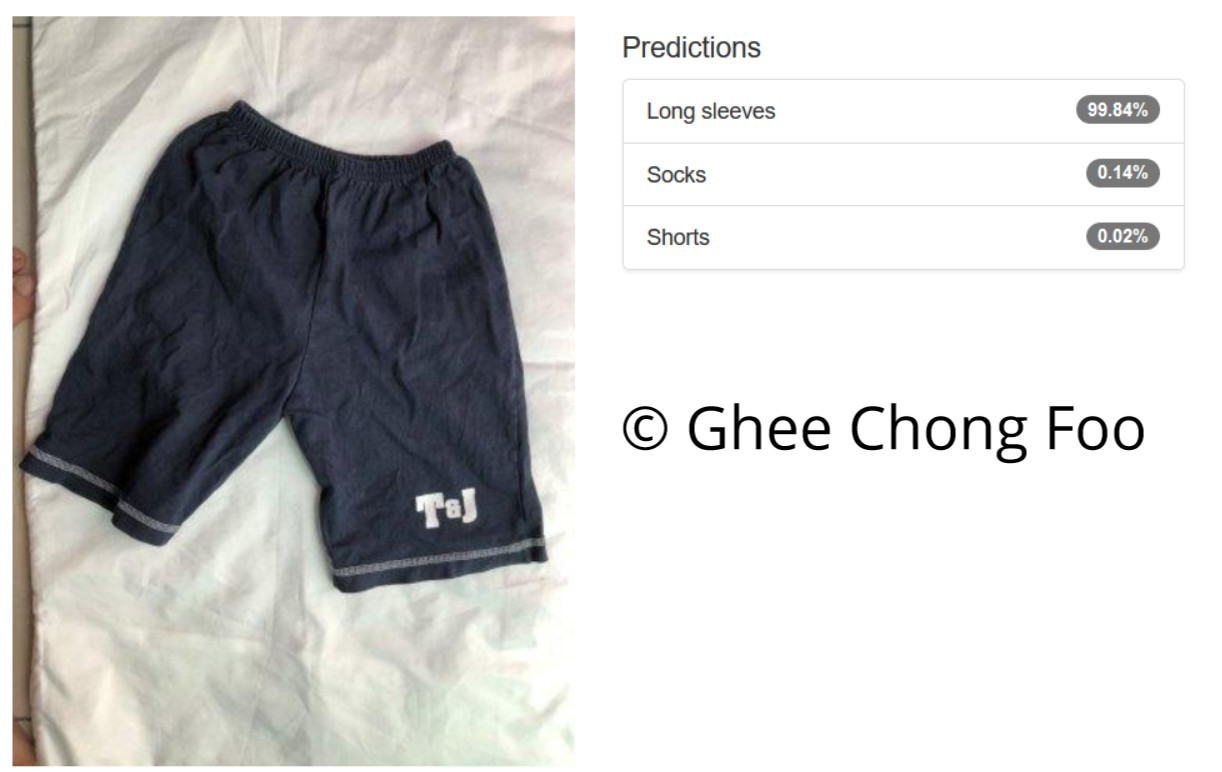 Predictions
Long sleeves 99.84%
Socks 0.14%
Shorts 0.02%
© Ghee Chong Foo
T&J